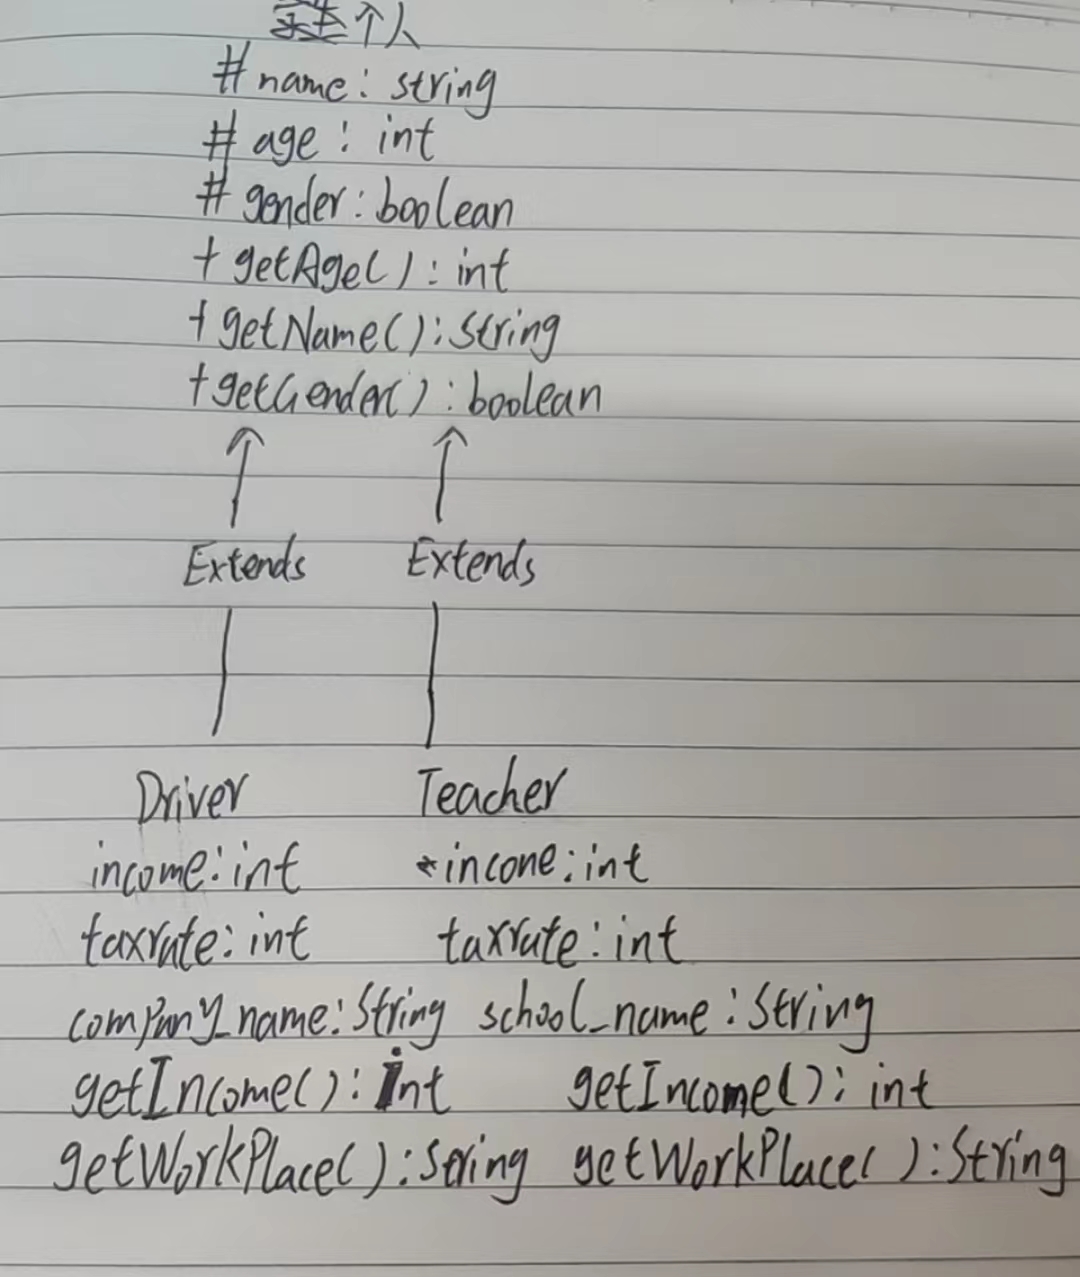 个人
# name: string
# age: int
# gender: boolean
+ getAge(): int
+ getName(): String
+ getGender(): boolean
Extends Extends
Driver Teacher
income: int *incone: int
taxrate: int taxrate: int
company_name: String school_name: String
getIncome(): int getIncome(): int
getWorkPlace(): String getWorkPlace(): String